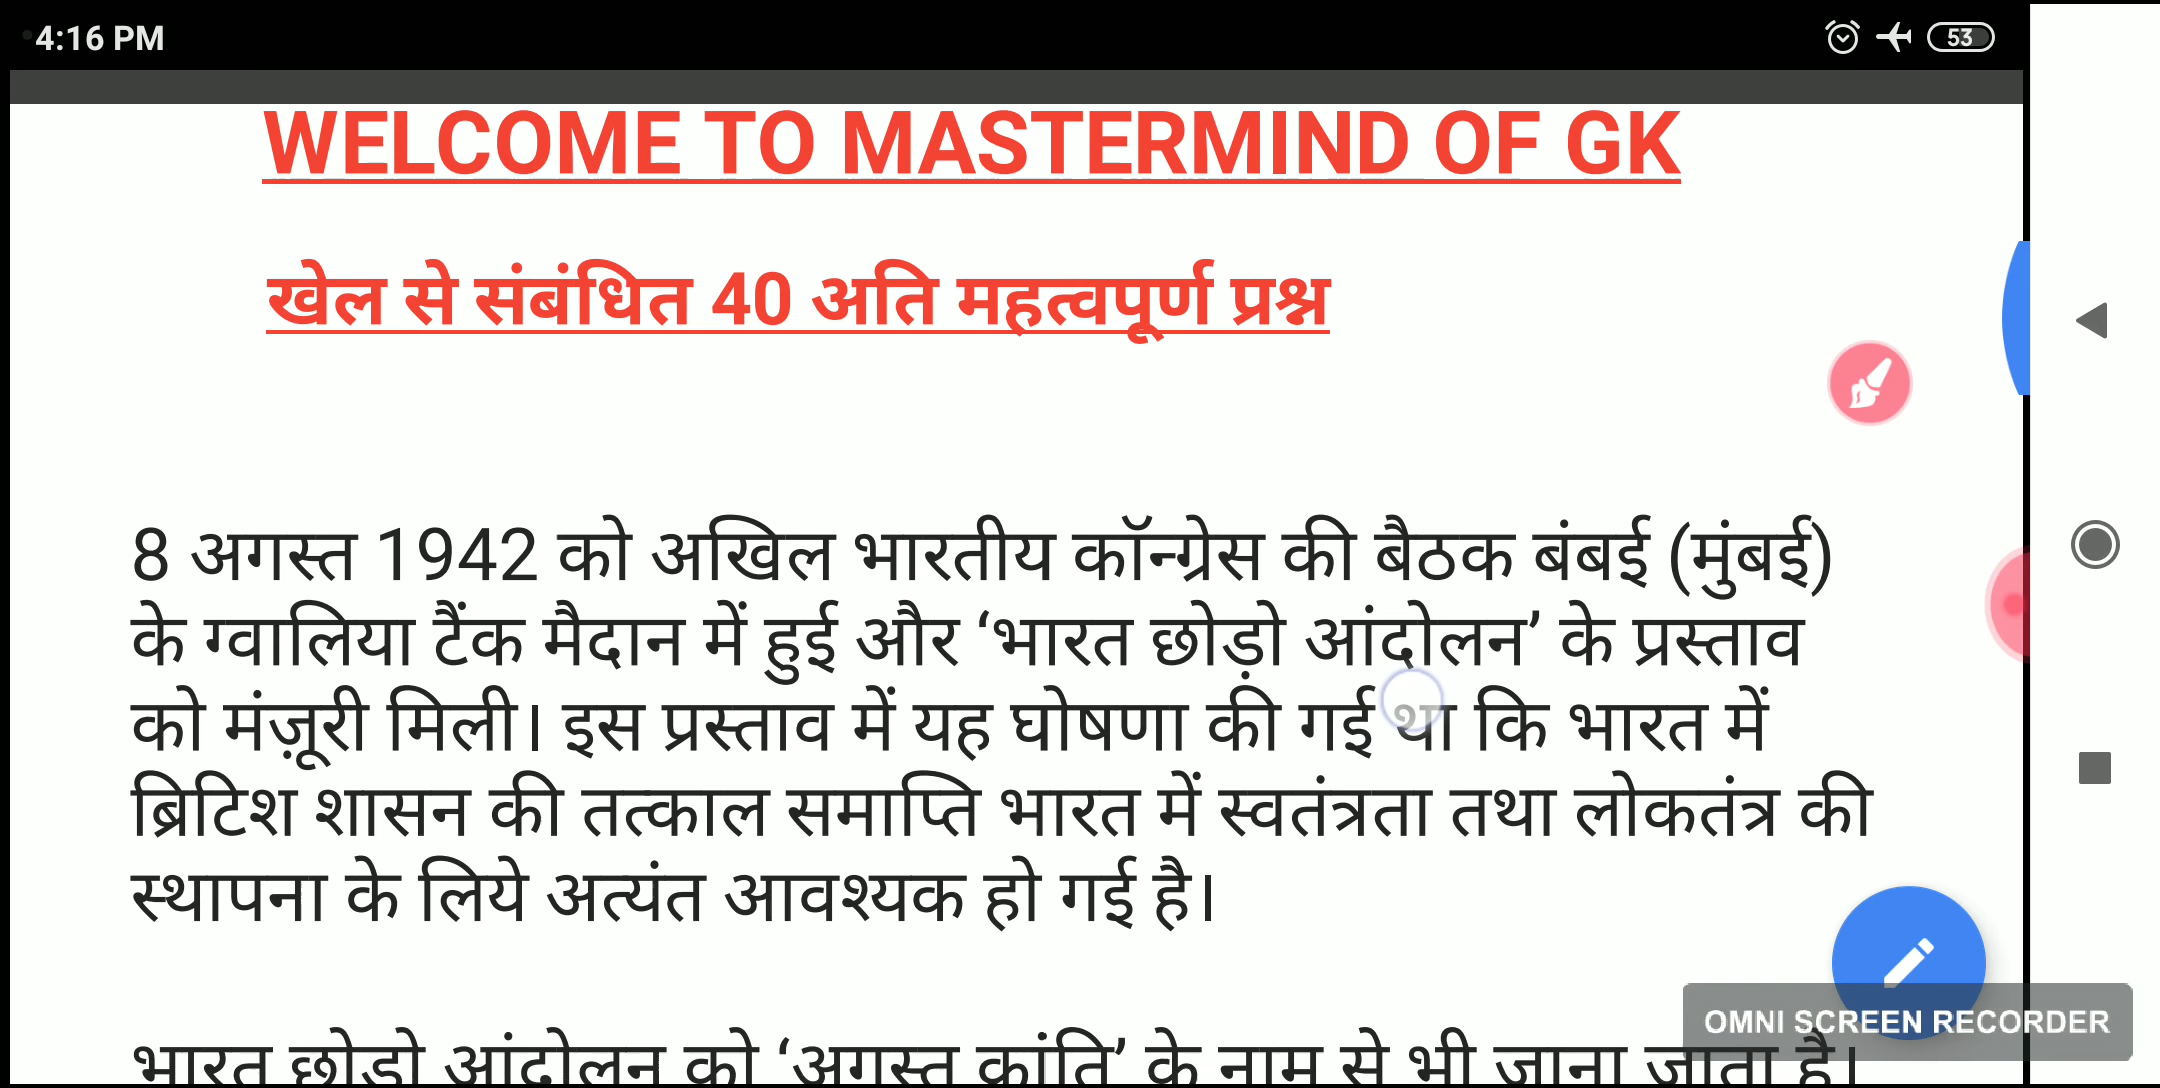 4:16 PM
53
WELCOME TO MASTERMIND OF GK
खेल से संबंधित 40 अति महत्वपूर्ण प्रश्न
8 अगस्त 1942 को अखिल भारतीय कॉन्ग्रेस की बैठक बंबई (मुंबई)
के ग्वालिया टैंक मैदान में हुई और ‘भारत छोड़ो आंदोलन’ के प्रस्ताव
को मंज़ूरी मिली। इस प्रस्ताव में यह घोषणा की गई था कि भारत में
ब्रिटिश शासन की तत्काल समाप्ति भारत में स्वतंत्रता तथा लोकतंत्र की
स्थापना के लिये अत्यंत आवश्यक हो गई है।
OMNI SCREEN RECORDER
भारत छोड़ो आंदोलन को ‘अगस्त क्रांति’ के नाम से भी जाना जाता है।